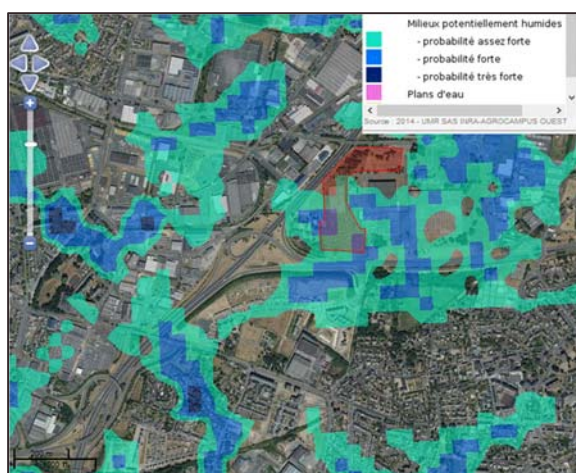 Milieux potentiellement humides
- probabilité assez forte
- probabilité forte
- probabilité très forte
Plans d'eau
Source : 2014 - UMR SAS INRA-AGROCAMPUS OUEST
200 m